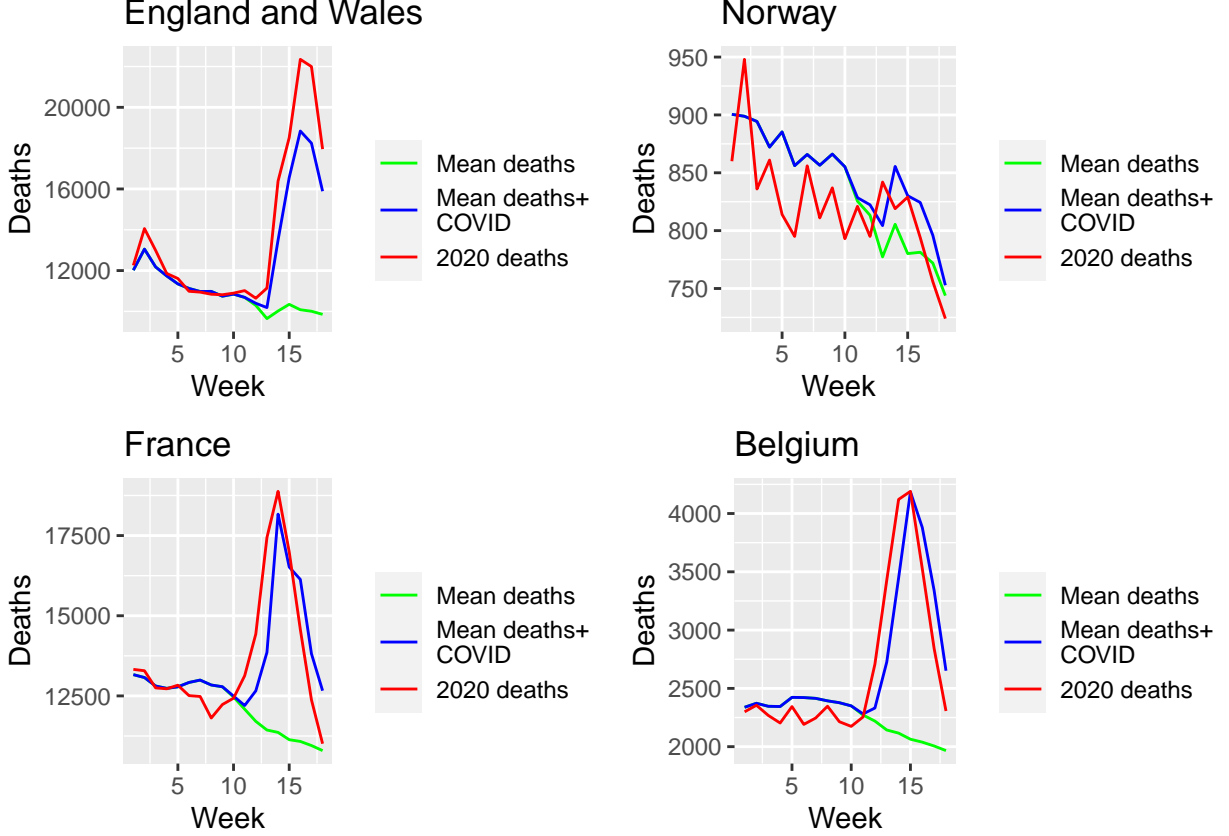 England and Wales
Deaths
20000
16000
12000
5 10 15
Week
Mean deaths
Mean deaths+
COVID
2020 deaths
Norway
Deaths
950
900
850
800
750
5 10 15
Week
Mean deaths
Mean deaths+
COVID
2020 deaths
France
Deaths
17500
15000
12500
5 10 15
Week
Mean deaths
Mean deaths+
COVID
2020 deaths
Belgium
Deaths
4000
3500
3000
2500
2000
5 10 15
Week
Mean deaths
Mean deaths+
COVID
2020 deaths